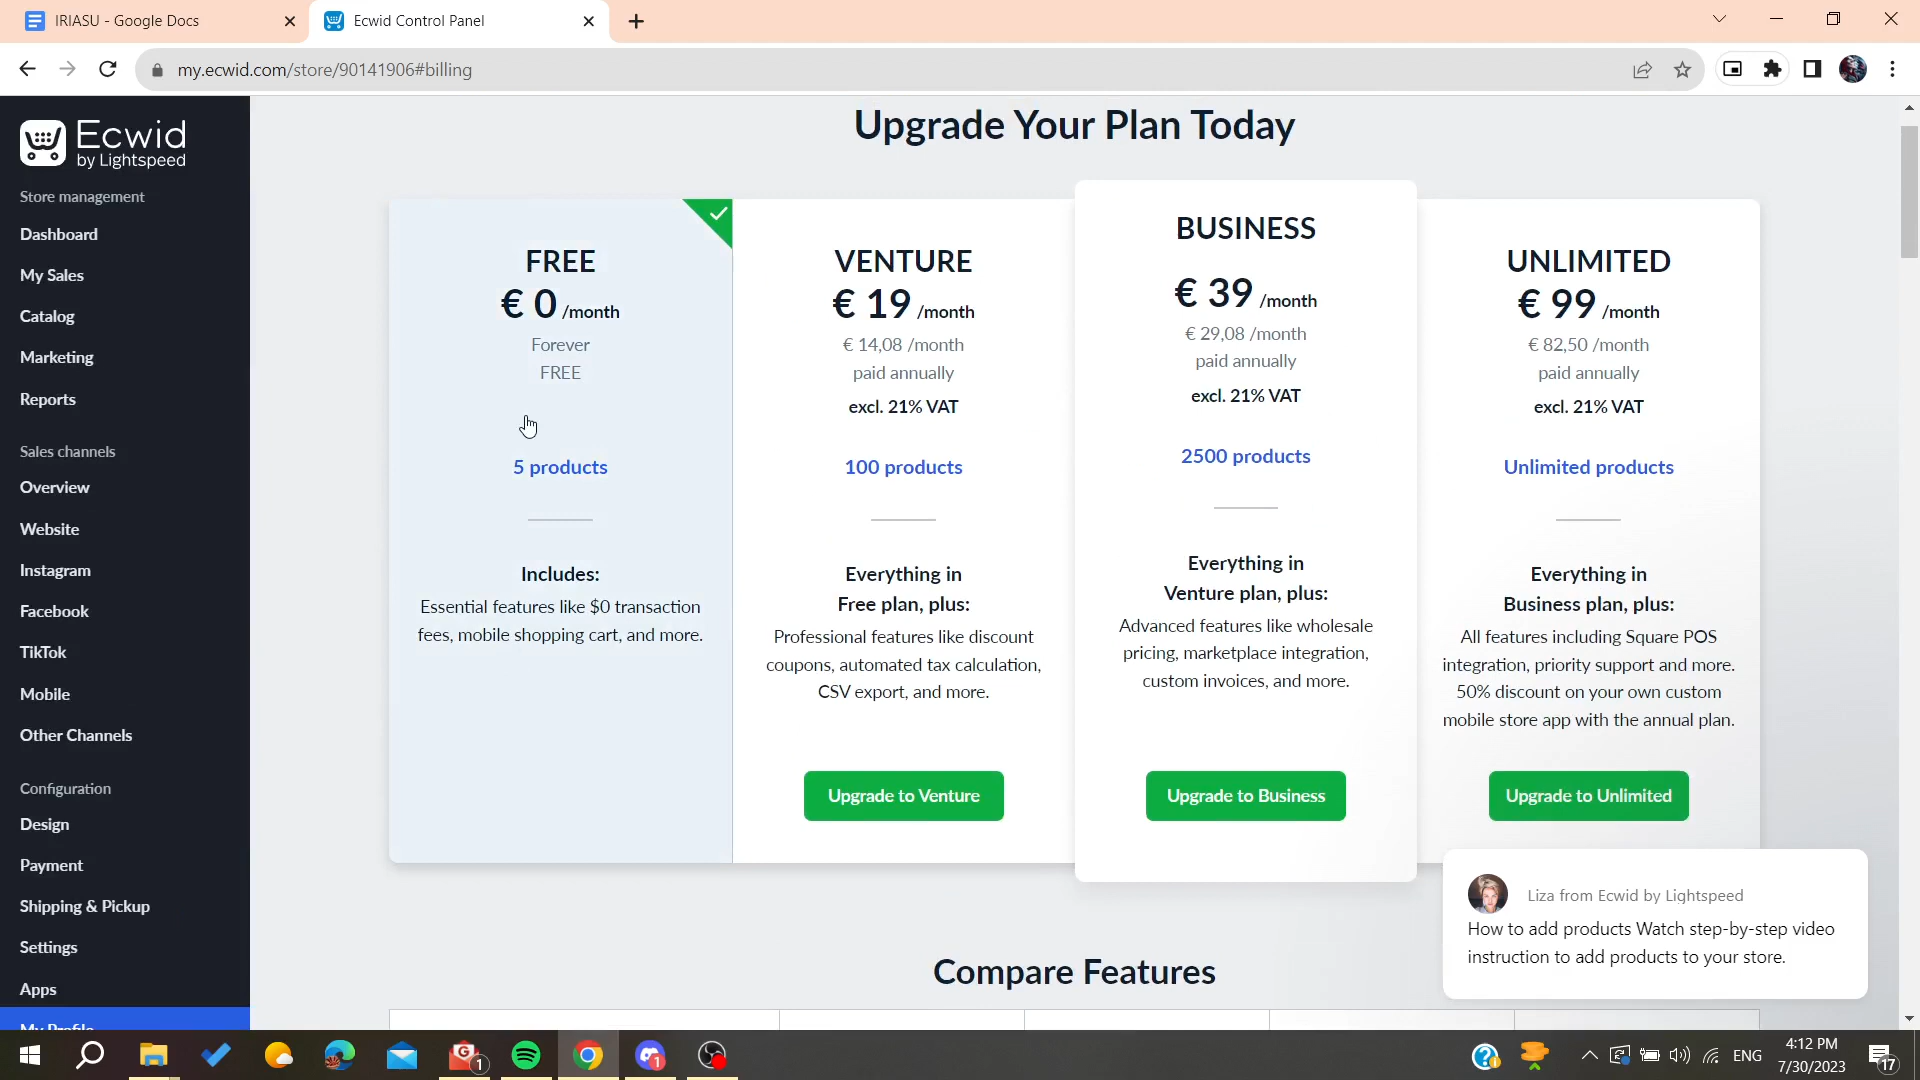 IRIASU - Google Docs
Ecwid Control Panel
my.ecwid.com/store/90141906#billing
Ecwid
by Lightspeed
Store management
Dashboard
My Sales
Catalog
Marketing
Reports
Sales channels
Overview
Website
Instagram
Facebook
TikTok
Mobile
Other Channels
Configuration
Design
Payment
Shipping & Pickup
Settings
Apps
My Profile
Upgrade Your Plan Today
FREE
€ 0 /month
Forever
FREE
5 products
Includes:
Essential features like $0 transaction
fees, mobile shopping cart, and more.
VENTURE
€ 19 /month
€ 14,08 /month
paid annually
excl. 21% VAT
100 products
Everything in
Free plan, plus:
Professional features like discount
coupons, automated tax calculation,
CSV export, and more.
Upgrade to Venture
BUSINESS
€ 39 /month
€ 29,08 /month
paid annually
excl. 21% VAT
2500 products
Everything in
Venture plan, plus:
Advanced features like wholesale
pricing, marketplace integration,
custom invoices, and more.
Upgrade to Business
UNLIMITED
€ 99 /month
€ 82,50 /month
paid annually
excl. 21% VAT
Unlimited products
Everything in
Business plan, plus:
All features including Square POS
integration, priority support and more.
50% discount on your own custom
mobile store app with the annual plan.
Upgrade to Unlimited
Liza from Ecwid by Lightspeed
How to add products Watch step-by-step video
instruction to add products to your store.
Compare Features
1
1
ENG
4:12 PM
7/30/2023
17